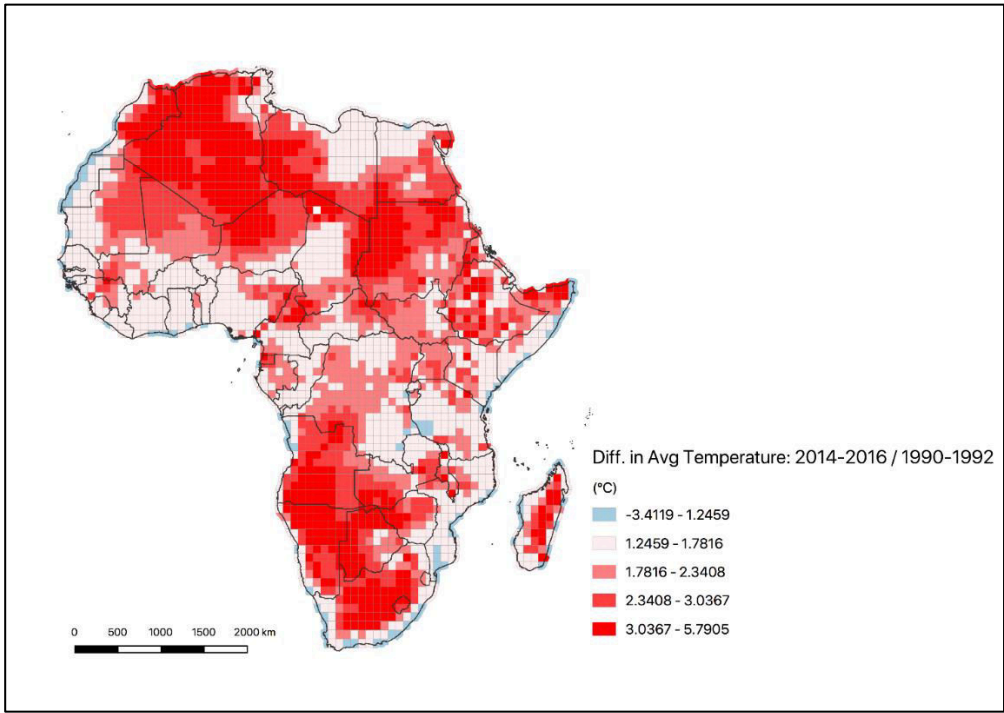 Diff. in Avg Temperature: 2014-2016 / 1990-1992
(°C)
-3.4119 - 1.2459
1.2459 - 1.7816
1.7816 - 2.3408
2.3408 - 3.0367
3.0367 - 5.7905
0 500 1000 1500 2000 km